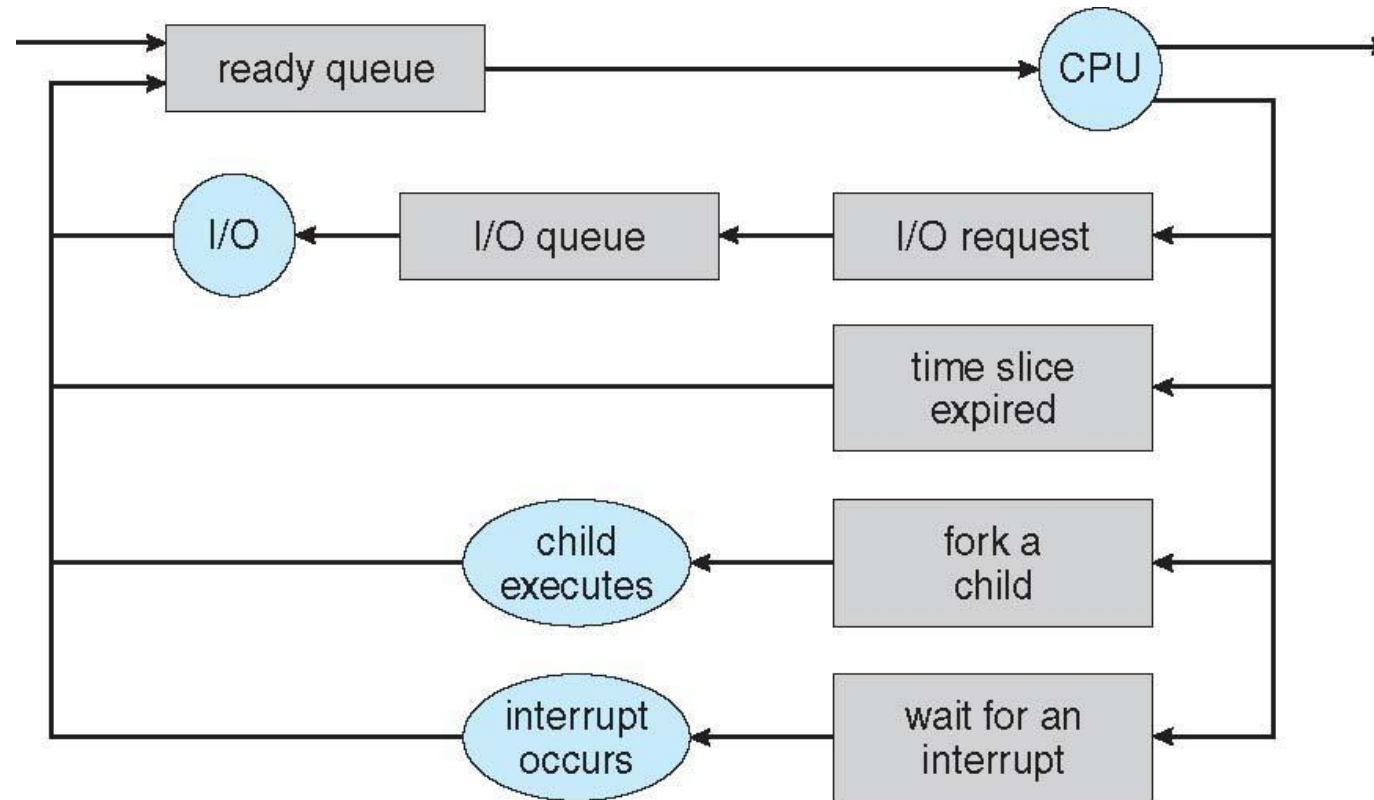 ready queue
CPU
I/O
I/O queue
I/O request
time slice
expired
child
executes
fork a
child
interrupt
occurs
wait for an
interrupt